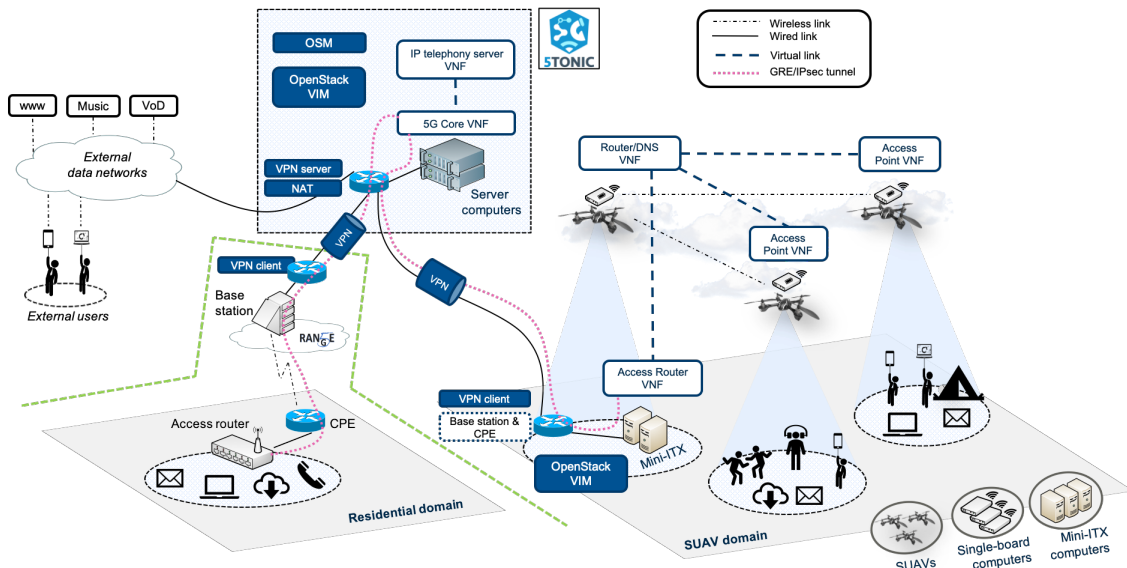 OSM
OpenStack
VIM
IP telephony server
VNF
5G Core VNF
5G
5TONIC
Wireless link
Wired link
Virtual link
GRE/IPsec tunnel
www
Music
VoD
External
data networks
VPN server
NAT
Server
computers
Router/DNS
VNF
Access
Point VNF
Access
Point VNF
VPN
VPN client
VPN
Base
station
External users
RAN
5G
E
Access Router
VNF
VPN client
Base station &
CPE
Access router
CPE
Mini-ITX
OpenStack
VIM
Residential domain
SUAV domain
SUAVs
Single-board
computers
Mini-ITX
computers